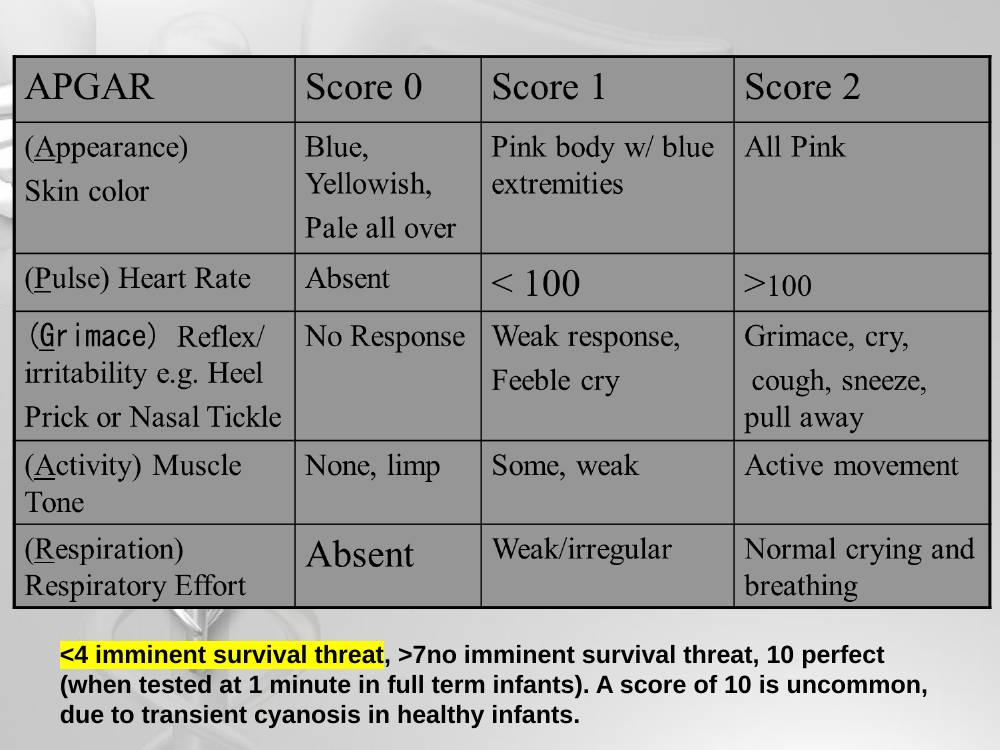 APGAR
Score 0
Score 1
Score 2
(Appearance)
Skin color
Blue,
Yellowish,
Pale all over
Pink body w/ blue
extremities
All Pink
(Pulse) Heart Rate
Absent
< 100
>100
(Grimace) Reflex/
irritability e.g. Heel
Prick or Nasal Tickle
No Response
Weak response,
Feeble cry
Grimace, cry,
cough, sneeze,
pull away
(Activity) Muscle
Tone
None, limp
Some, weak
Active movement
(Respiration)
Respiratory Effort
Absent
Weak/irregular
Normal crying and
breathing
<4 imminent survival threat, >7no imminent survival threat, 10 perfect
(when tested at 1 minute in full term infants). A score of 10 is uncommon,
due to transient cyanosis in healthy infants.